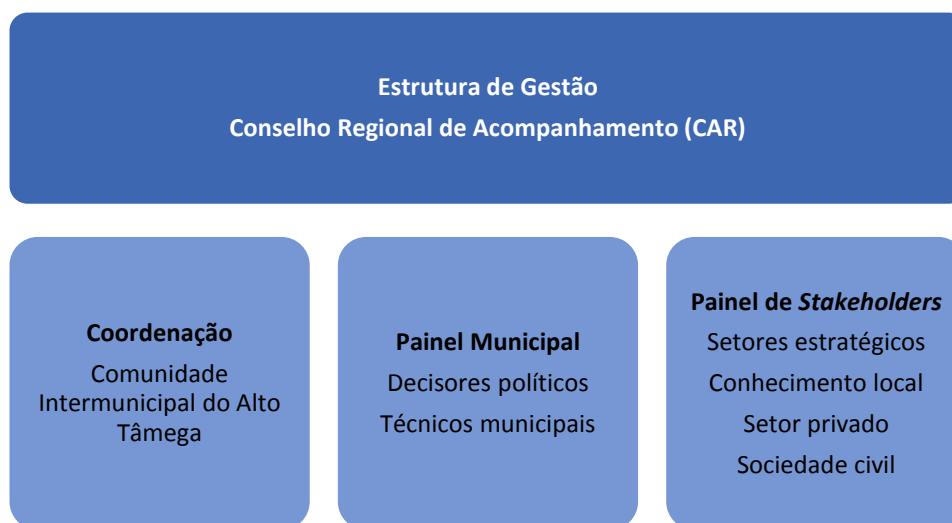 Estrutura de Gestão
Conselho Regional de Acompanhamento (CAR)
Coordenação
Comunidade
Intermunicipal do Alto
Tâmega
Painel Municipal
Decisores políticos
Técnicos municipais
Painel de Stakeholders
Setores estratégicos
Conhecimento local
Setor privado
Sociedade civil